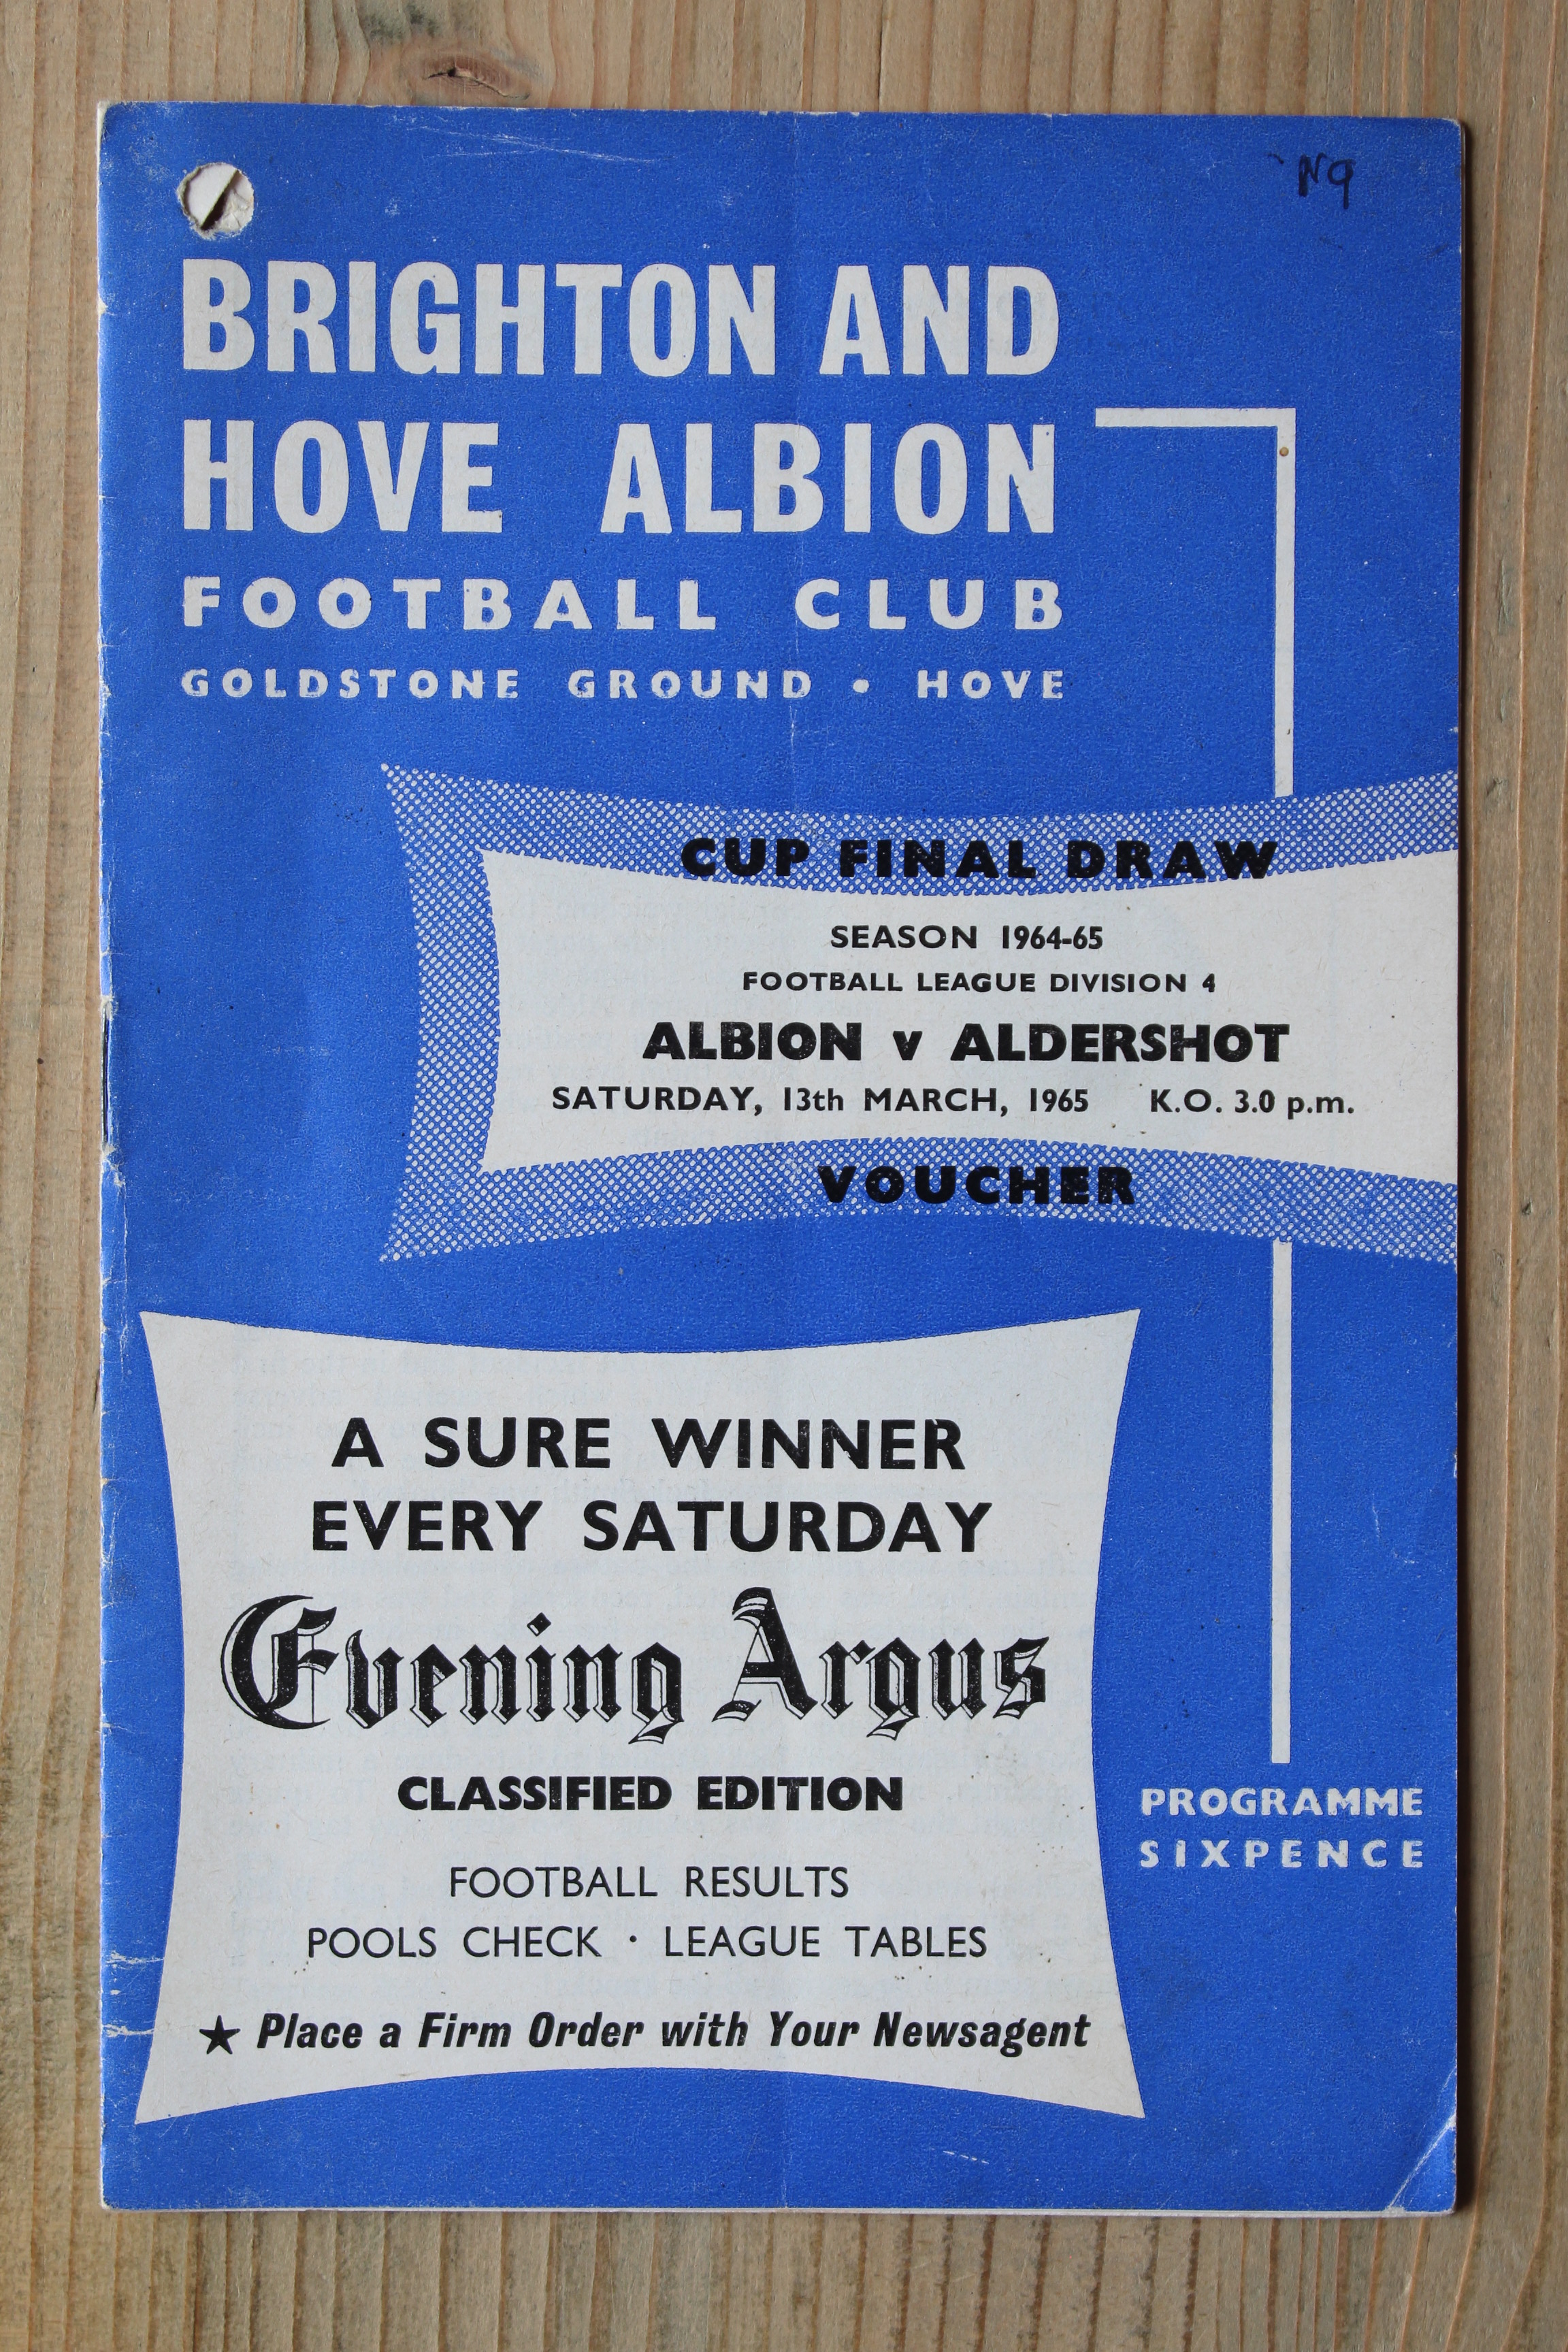 N9
BRIGHTON AND
HOVE ALBION
FOOTBALL CLUB
GOLDSTONE GROUND • HOVE
CUP FINAL DRAW
SEASON 1964-65
FOOTBALL LEAGUE DIVISION 4
ALBION v ALDERSHOT
SATURDAY, 13th MARCH, 1965 K.O. 3.0 p.m.
VOUCHER
A SURE WINNER
EVERY SATURDAY
Evening Argus
CLASSIFIED EDITION
FOOTBALL RESULTS
POOLS CHECK • LEAGUE TABLES
★ Place a Firm Order with Your Newsagent
PROGRAMME
SIXPENCE